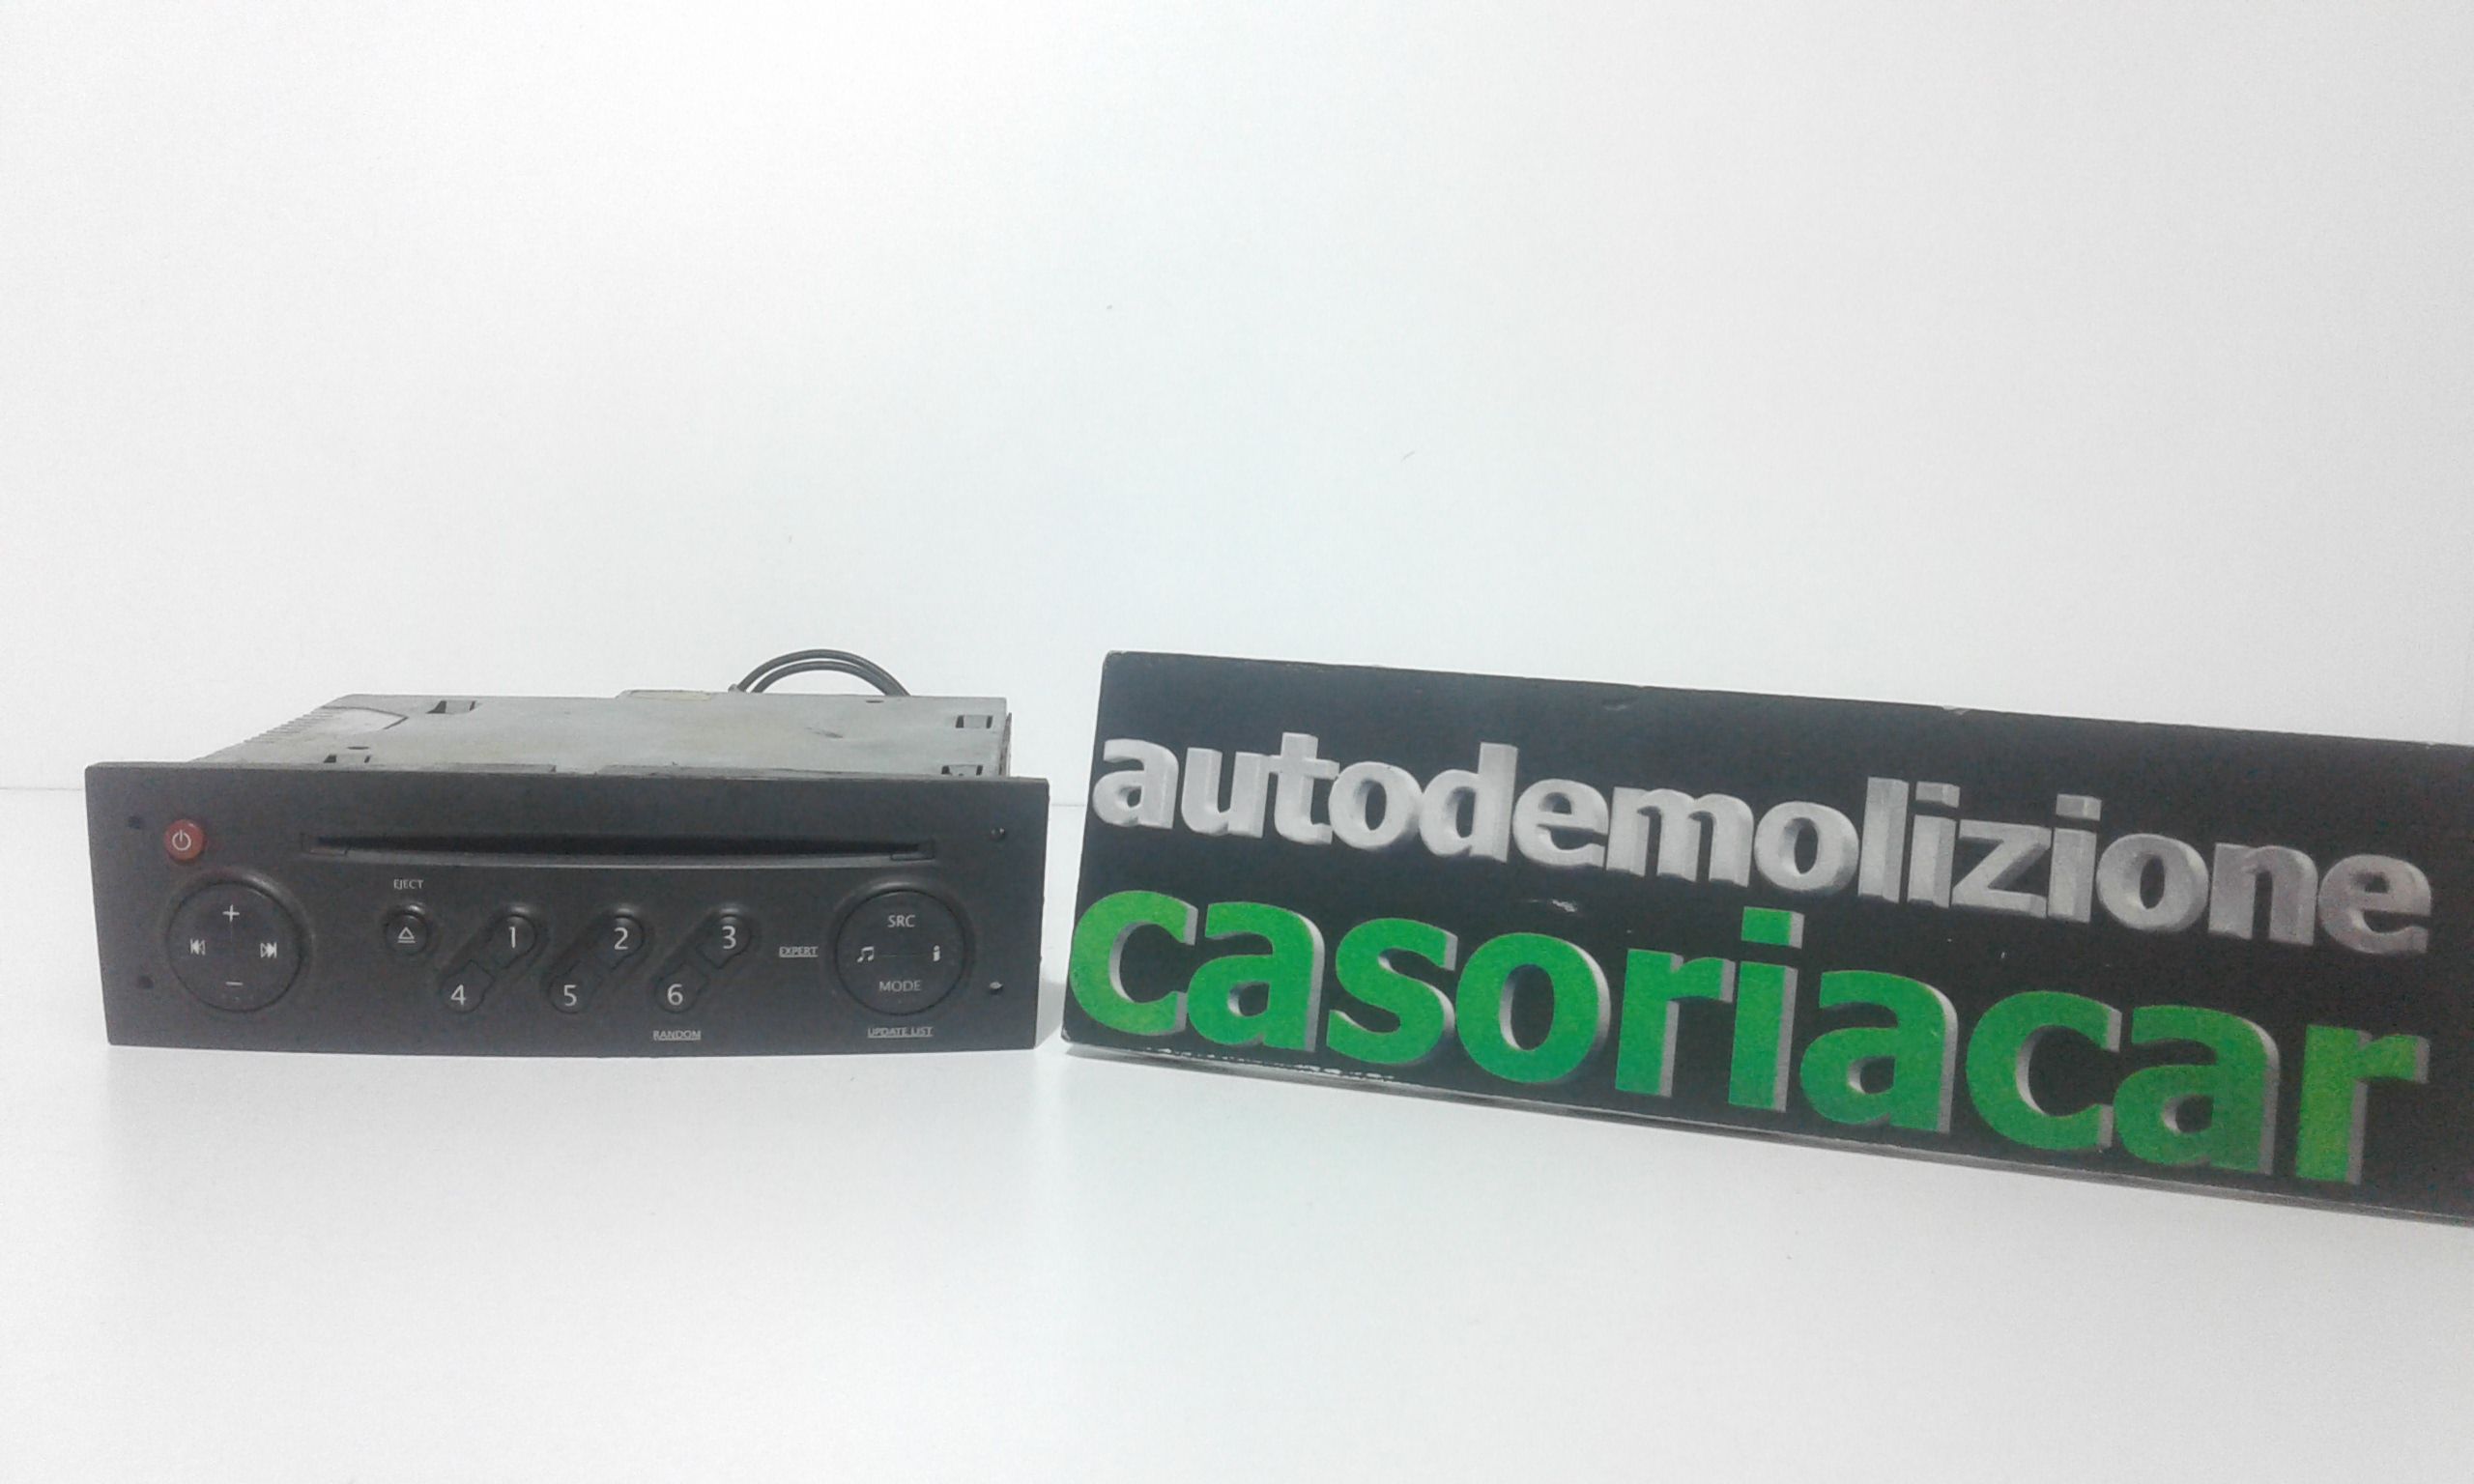 autodemolizione
casoriacar
EJECT
+
-
1 2 3
4 5 6
EXPERT
SRC
i
MODE
RANDOM
UPDATE LIST